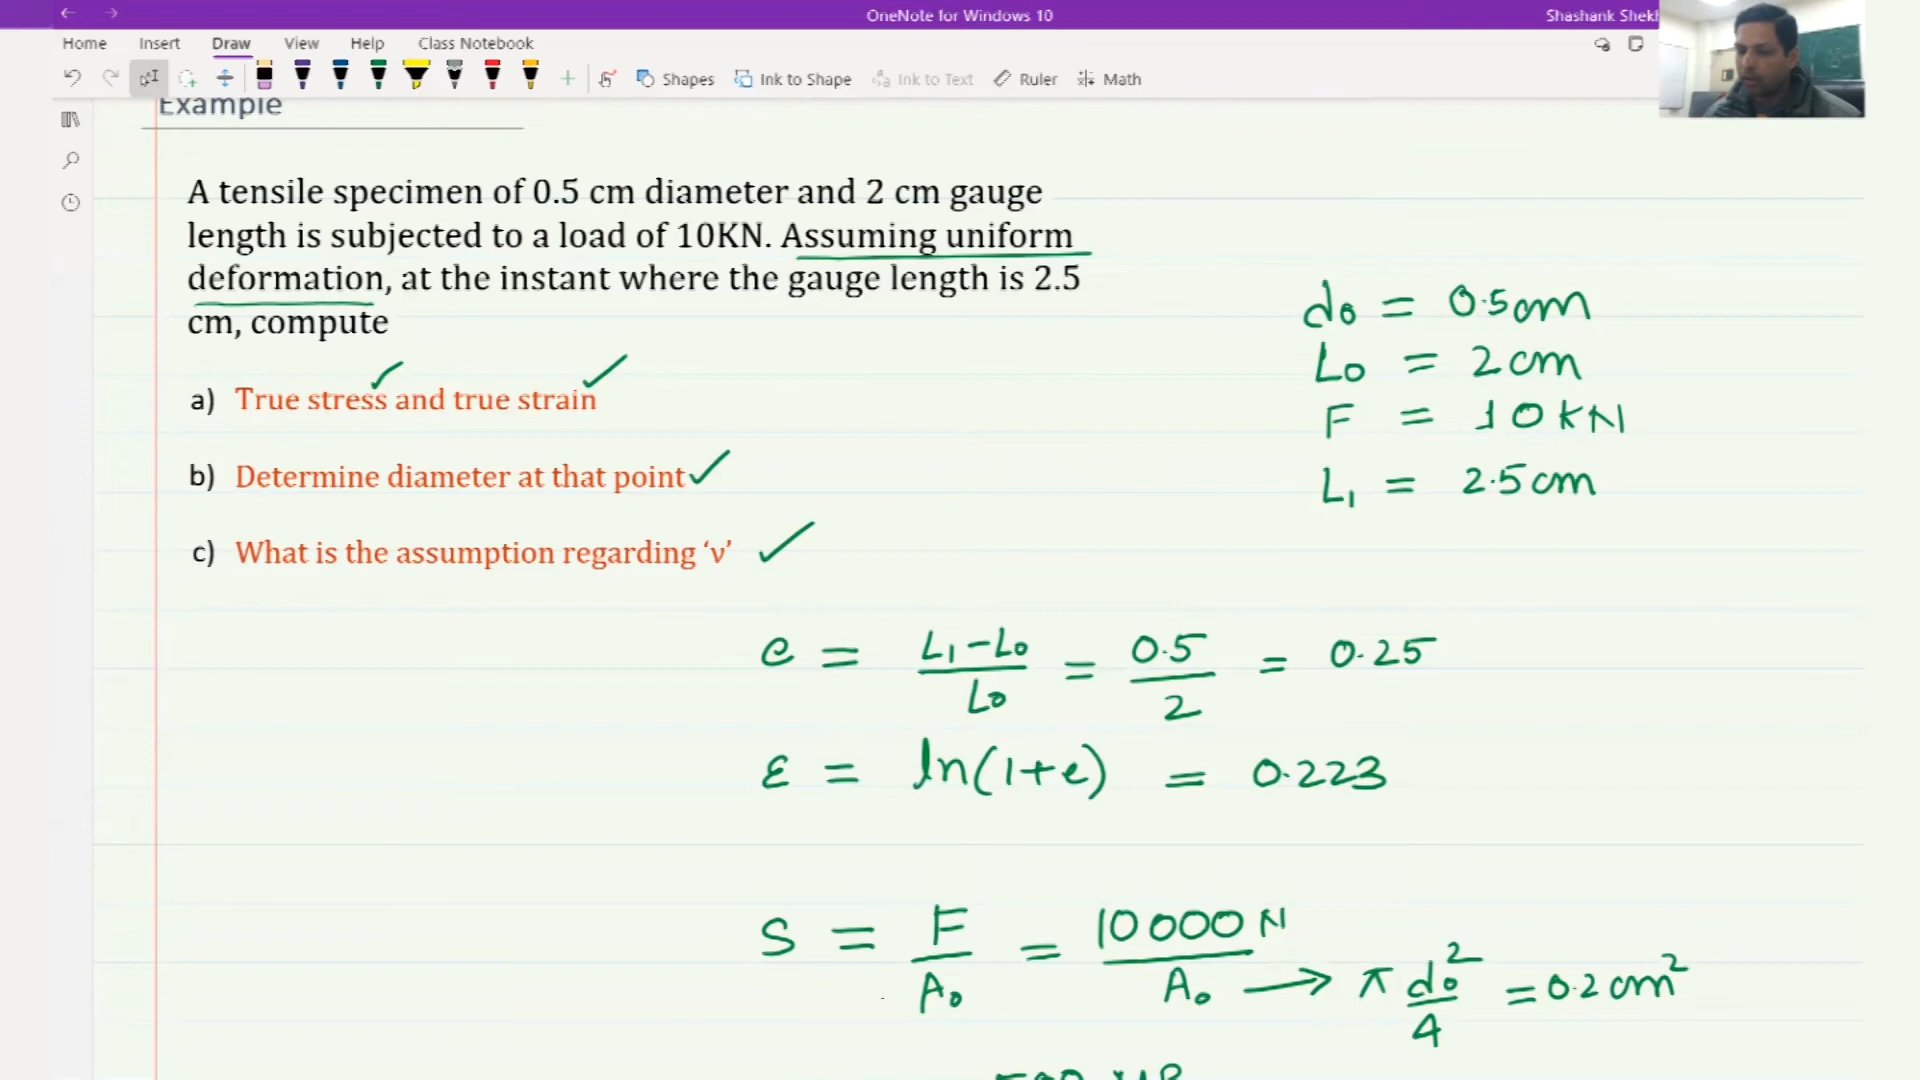 OneNote for Windows 10
Shashank Shekh
Home Insert Draw View Help Class Notebook
Shapes Ink to Shape Ink to Text Ruler Math
Example
A tensile specimen of 0.5 cm diameter and 2 cm gauge
length is subjected to a load of 10KN. Assuming uniform
deformation, at the instant where the gauge length is 2.5
cm, compute
a) True stress and true strain
b) Determine diameter at that point
c) What is the assumption regarding ‘ν’
d₀ = 0.5cm
L₀ = 2cm
F = 10KN
L₁ = 2.5cm
e = (L₁-L₀)/L₀ = 0.5/2 = 0.25
ε = ln(1+e) = 0.223
S = F/A₀ = 10000N/A₀ → π d₀²/4 = 0.2cm²